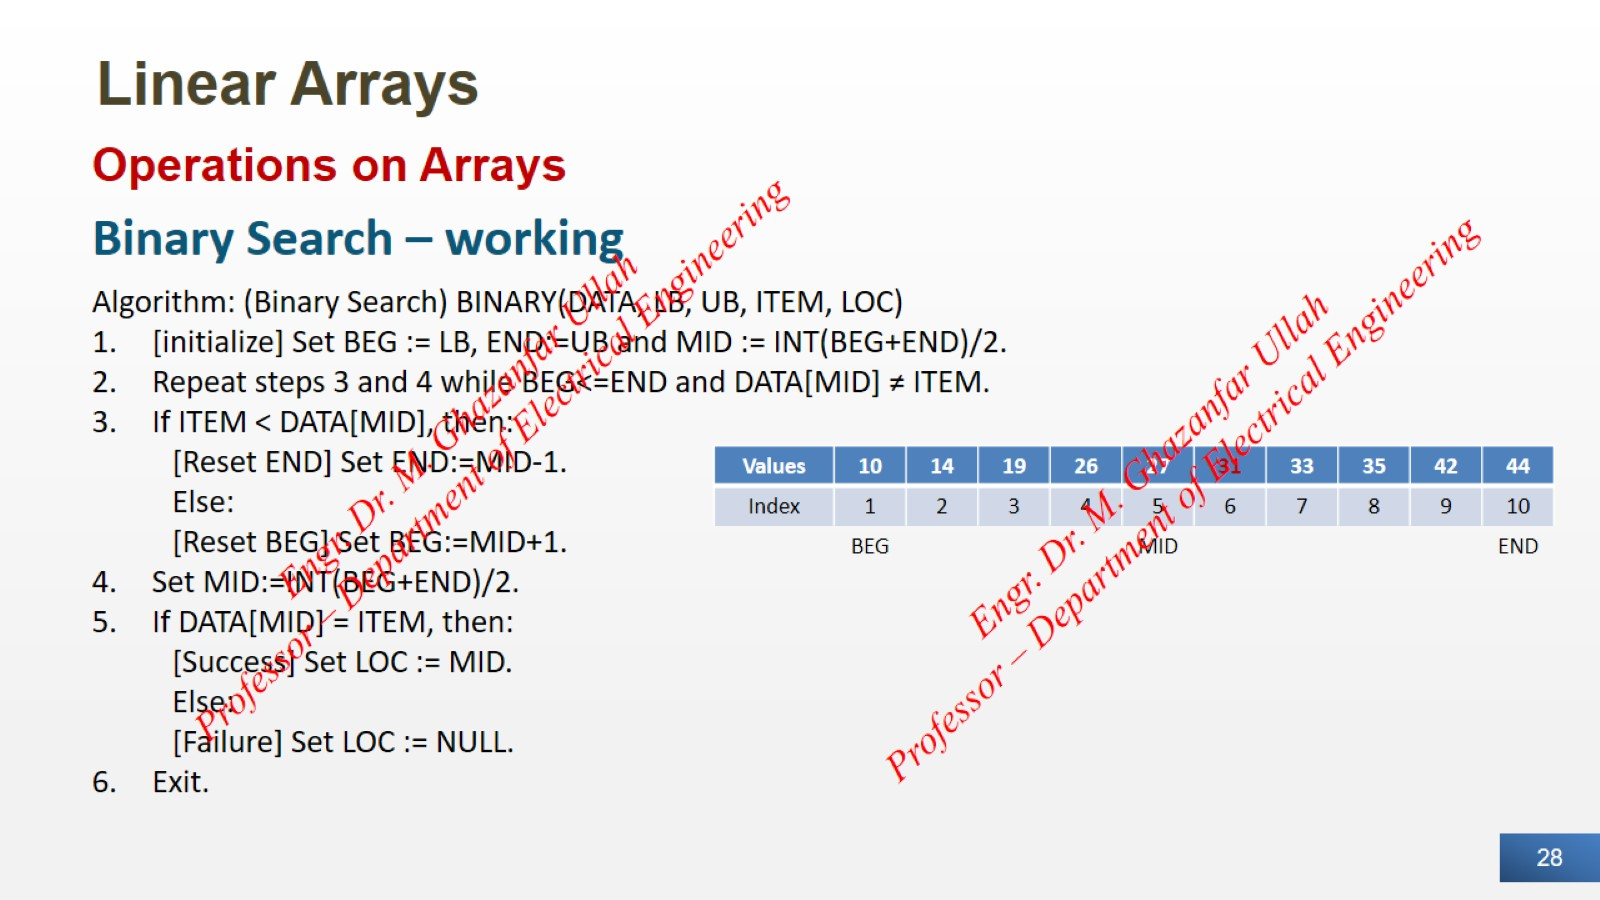 Linear Arrays
Operations on Arrays
Binary Search – working
Algorithm: (Binary Search) BINARY(DATA, LB, UB, ITEM, LOC)
1. [initialize] Set BEG := LB, END:=UB and MID := INT(BEG+END)/2.
2. Repeat steps 3 and 4 while BEG<=END and DATA[MID] ≠ ITEM.
3. If ITEM < DATA[MID], then:
[Reset END] Set END:=MID-1.
Else:
[Reset BEG] Set BEG:=MID+1.
4. Set MID:=INT(BEG+END)/2.
5. If DATA[MID] = ITEM, then:
[Success] Set LOC := MID.
Else:
[Failure] Set LOC := NULL.
6. Exit.
Values 10 14 19 26 31 33 35 42 44
Index 1 2 3 4 5 6 7 8 9 10
BEG MID END
Engr. Dr. M. Ghazanfar Ullah
Professor – Department of Electrical Engineering
Engr. Dr. M. Ghazanfar Ullah
Professor – Department of Electrical Engineering
28